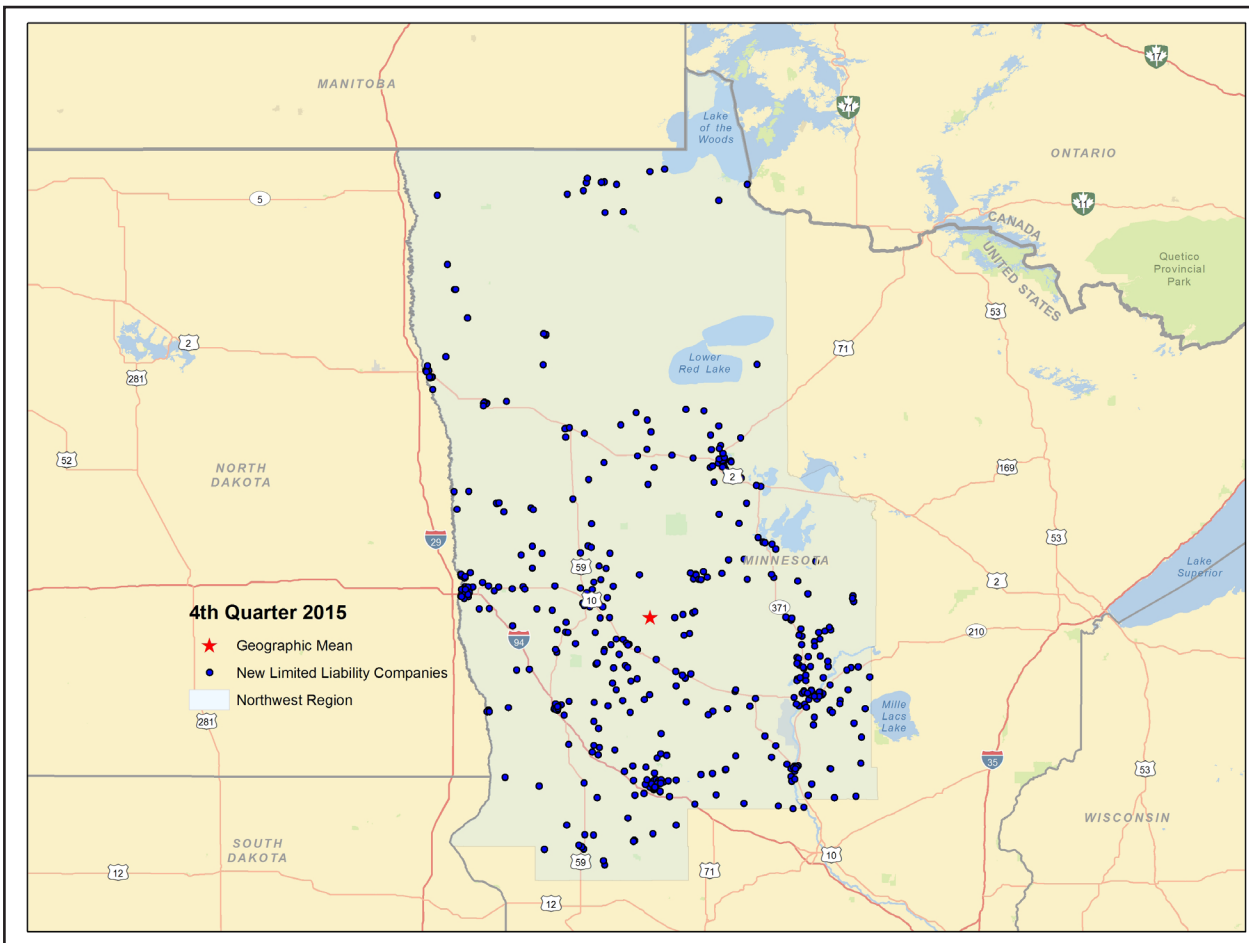 17
MANITOBA
71
Lake
of the
Woods
ONTARIO
5
11
CANADA
UNITED STATES
Quetico
Provincial
Park
53
2
71
281
Lower
Red Lake
52
NORTH
DAKOTA
169
2
29
53
MINNESOTA
59
Lake
Superior
2
10
371
4th Quarter 2015
Geographic Mean
94
210
New Limited Liability Companies
Northwest Region
281
Mille
Lacs
Lake
35
53
WISCONSIN
SOUTH
DAKOTA
10
59
12
71
12